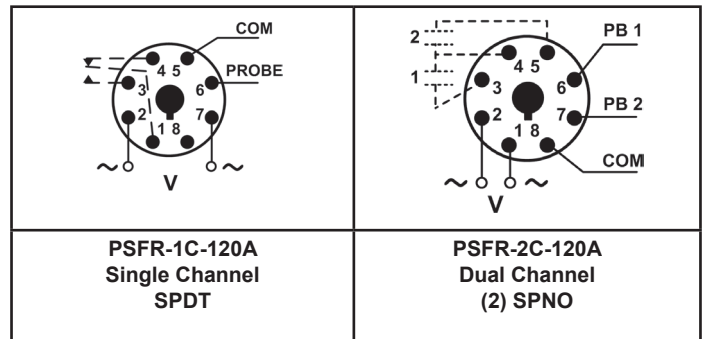 COM
PROBE
4 5
3 6
2 7
1 8
∼ ∼
V
PSFR-1C-120A
Single Channel
SPDT
2
PB 1
1
4 5
3 6
2 7
PB 2
1 8
COM
∼ ∼
V
PSFR-2C-120A
Dual Channel
(2) SPNO